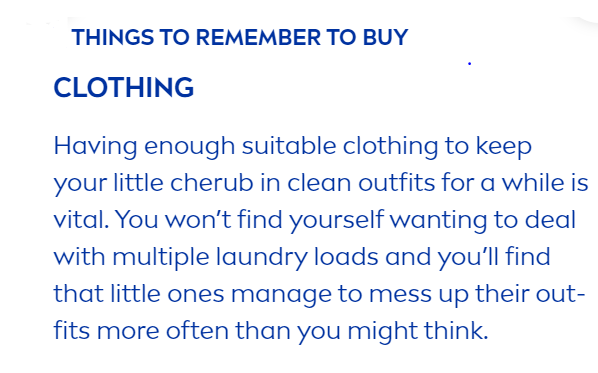 THINGS TO REMEMBER TO BUY
CLOTHING
Having enough suitable clothing to keep
your little cherub in clean outfits for a while is
vital. You won’t find yourself wanting to deal
with multiple laundry loads and you’ll find
that little ones manage to mess up their out-
fits more often than you might think.